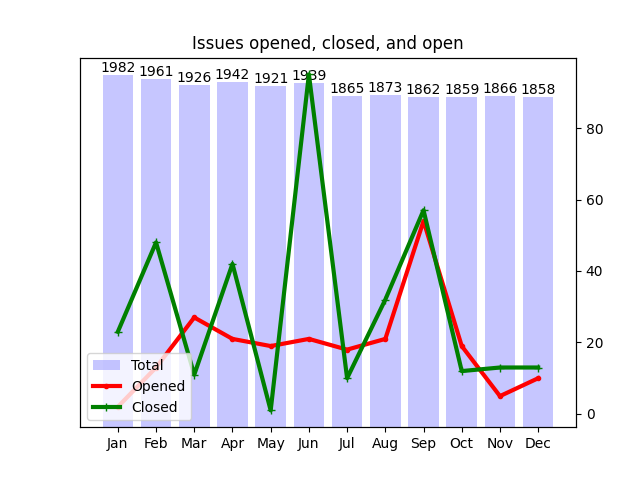 Issues opened, closed, and open
1982 1961 1926 1942 1921 1939 1865 1873 1862 1859 1866 1858
80
60
40
20
0
Total
Opened
Closed
Jan Feb Mar Apr May Jun Jul Aug Sep Oct Nov Dec